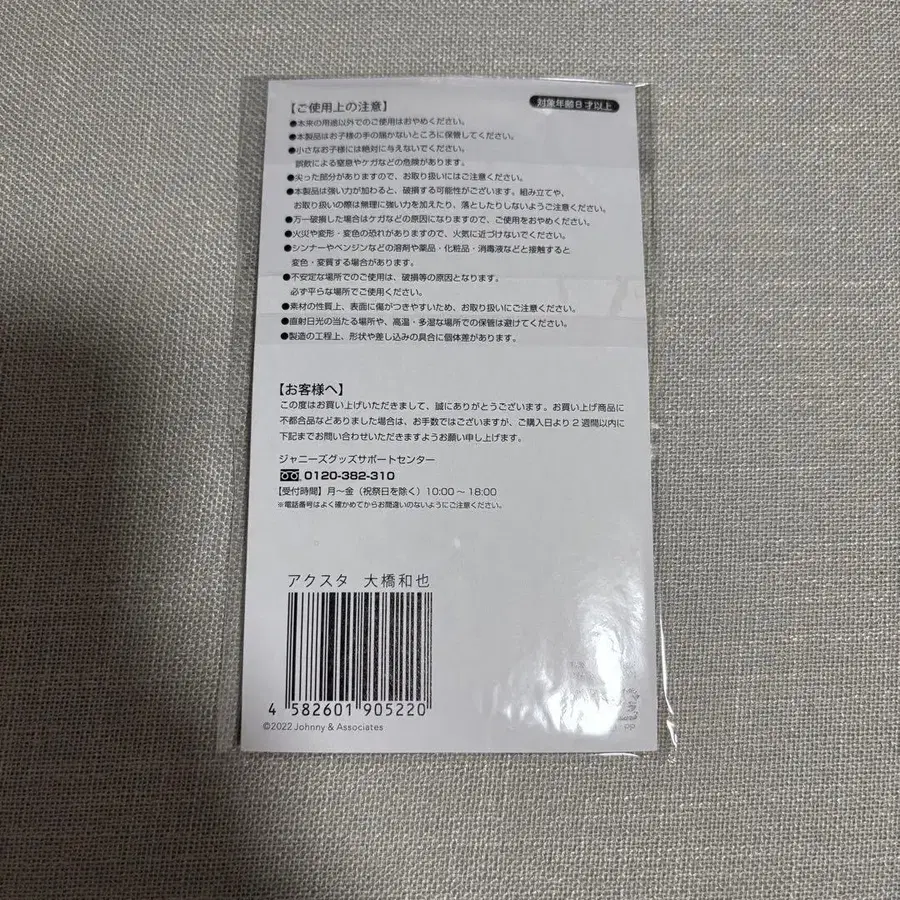 【ご使用上の注意】
対象年齢8才以上
●本来の用途以外でのご使用はおやめください。
●本製品はお子様の手の届かないところに保管してください。
●小さなお子様には絶対に与えないでください。
誤飲による窒息やケガなどの危険があります。
●尖った部分がありますので、お取り扱いにはご注意ください。
●本製品は強い力が加わると、破損する可能性がございます。組み立てや、
お取り扱いの際は無理に強い力を加えたり、落としたりしないようご注意ください。
●万一破損した場合はケガなどの原因になりますので、ご使用をおやめください。
●火災や変形・変色の恐れがありますので、火気に近づけないでください。
●シンナーやベンジンなどの溶剤や薬品・化粧品・消毒液などと接触すると
変色・変質する場合があります。
●不安定な場所でのご使用は、破損等の原因となります。
必ず平らな場所でご使用ください。
●素材の性質上、表面に傷がつきやすいため、お取り扱いにご注意ください。
●直射日光の当たる場所や、高温・多湿な場所での保管は避けてください。
●製造の工程上、形状や差し込みの具合に個体差があります。
【お客様へ】
この度はお買い上げいただきまして、誠にありがとうございます。お買い上げ商品に
不都合品などありました場合は、お手数ではございますが、ご購入日より2週間以内に
下記までお問い合わせいただきますようお願い申し上げます。
ジャニーズグッズサポートセンター
0120-382-310
【受付時間】月～金（祝祭日を除く）10:00～18:00
※電話番号はよく確かめてからお間違いのないようにご注意ください。
アクスタ 大橋和也
4 582601 905220
©2022 Johnny & Associates
PP